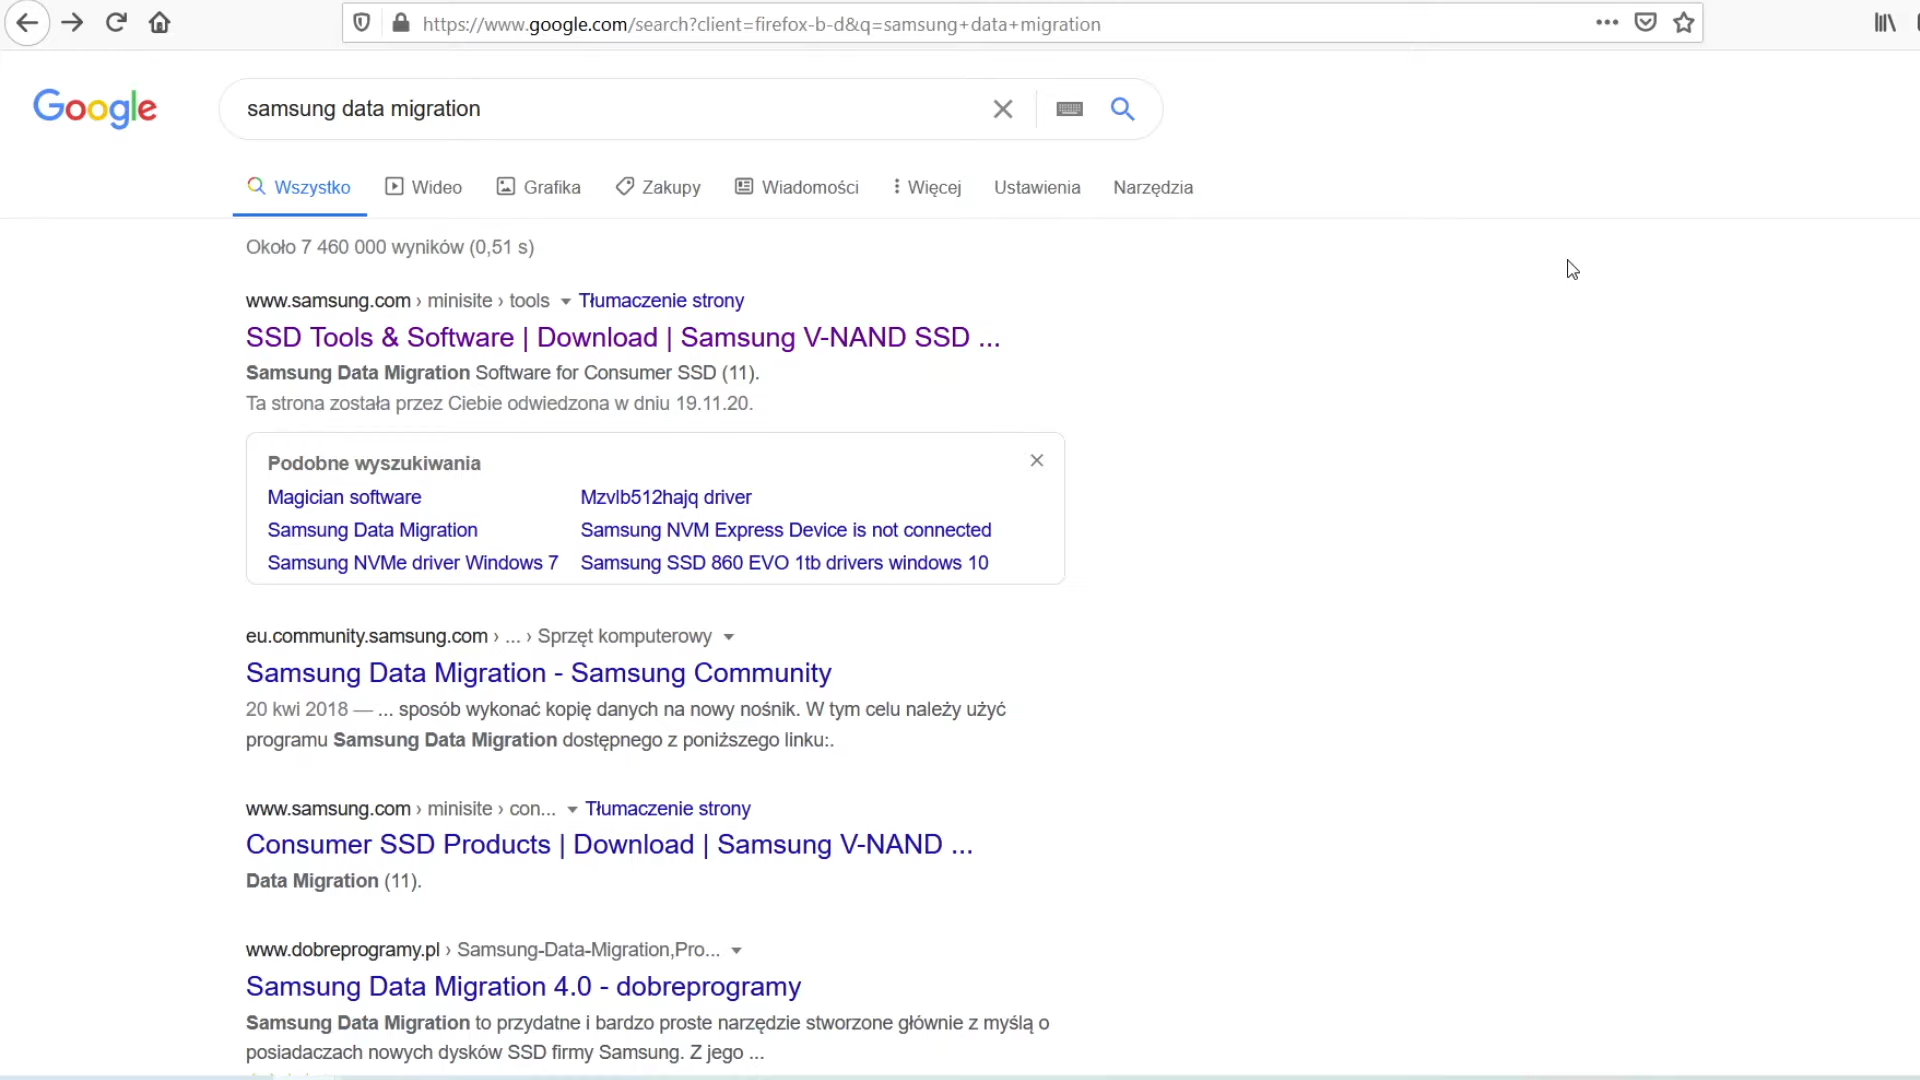 https://www.google.com/search?client=firefox-b-d&q=samsung+data+migration
Google
samsung data migration
Wszystko
Wideo
Grafika
Zakupy
Wiadomości
Więcej
Ustawienia
Narzędzia
Około 7 460 000 wyników (0,51 s)
www.samsung.com › minisite › tools Tłumaczenie strony
SSD Tools & Software | Download | Samsung V-NAND SSD ...
Samsung Data Migration Software for Consumer SSD (11).
Ta strona została przez Ciebie odwiedzona w dniu 19.11.20.
Podobne wyszukiwania
Magician software
Mzvlb512hajq driver
Samsung Data Migration
Samsung NVM Express Device is not connected
Samsung NVMe driver Windows 7
Samsung SSD 860 EVO 1tb drivers windows 10
eu.community.samsung.com › ... › Sprzęt komputerowy
Samsung Data Migration - Samsung Community
20 kwi 2018 — ... sposób wykonać kopię danych na nowy nośnik. W tym celu należy użyć
programu Samsung Data Migration dostępnego z poniższego linku:.
www.samsung.com › minisite › con... Tłumaczenie strony
Consumer SSD Products | Download | Samsung V-NAND ...
Data Migration (11).
www.dobreprogramy.pl › Samsung-Data-Migration,Pro...
Samsung Data Migration 4.0 - dobreprogramy
Samsung Data Migration to przydatne i bardzo proste narzędzie stworzone głównie z myślą o
posiadaczach nowych dysków SSD firmy Samsung. Z jego ...